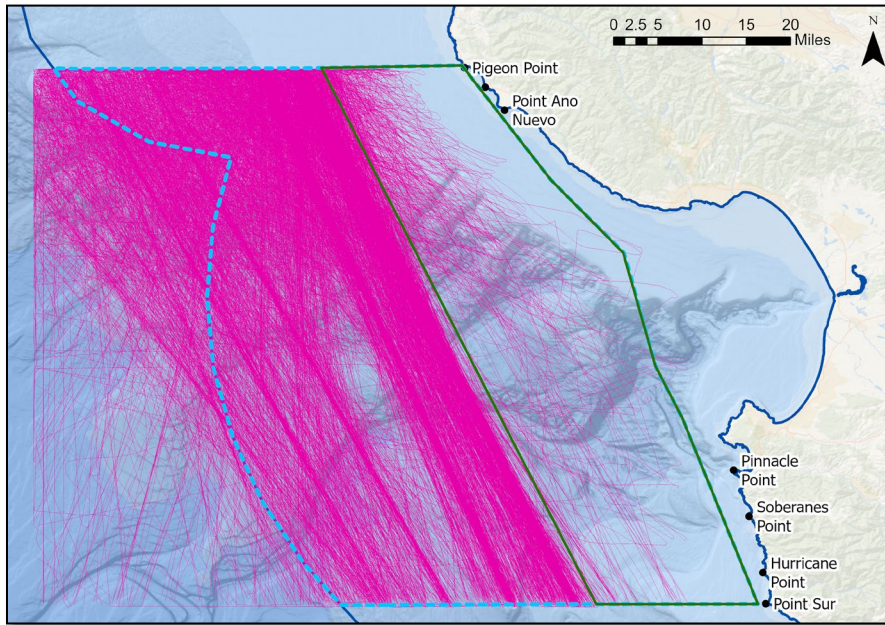 0 2.5 5 10 15 20
Miles
N
Pigeon Point
Point Ano
Nuevo
Pinnacle
Point
Soberanes
Point
Hurricane
Point
Point Sur